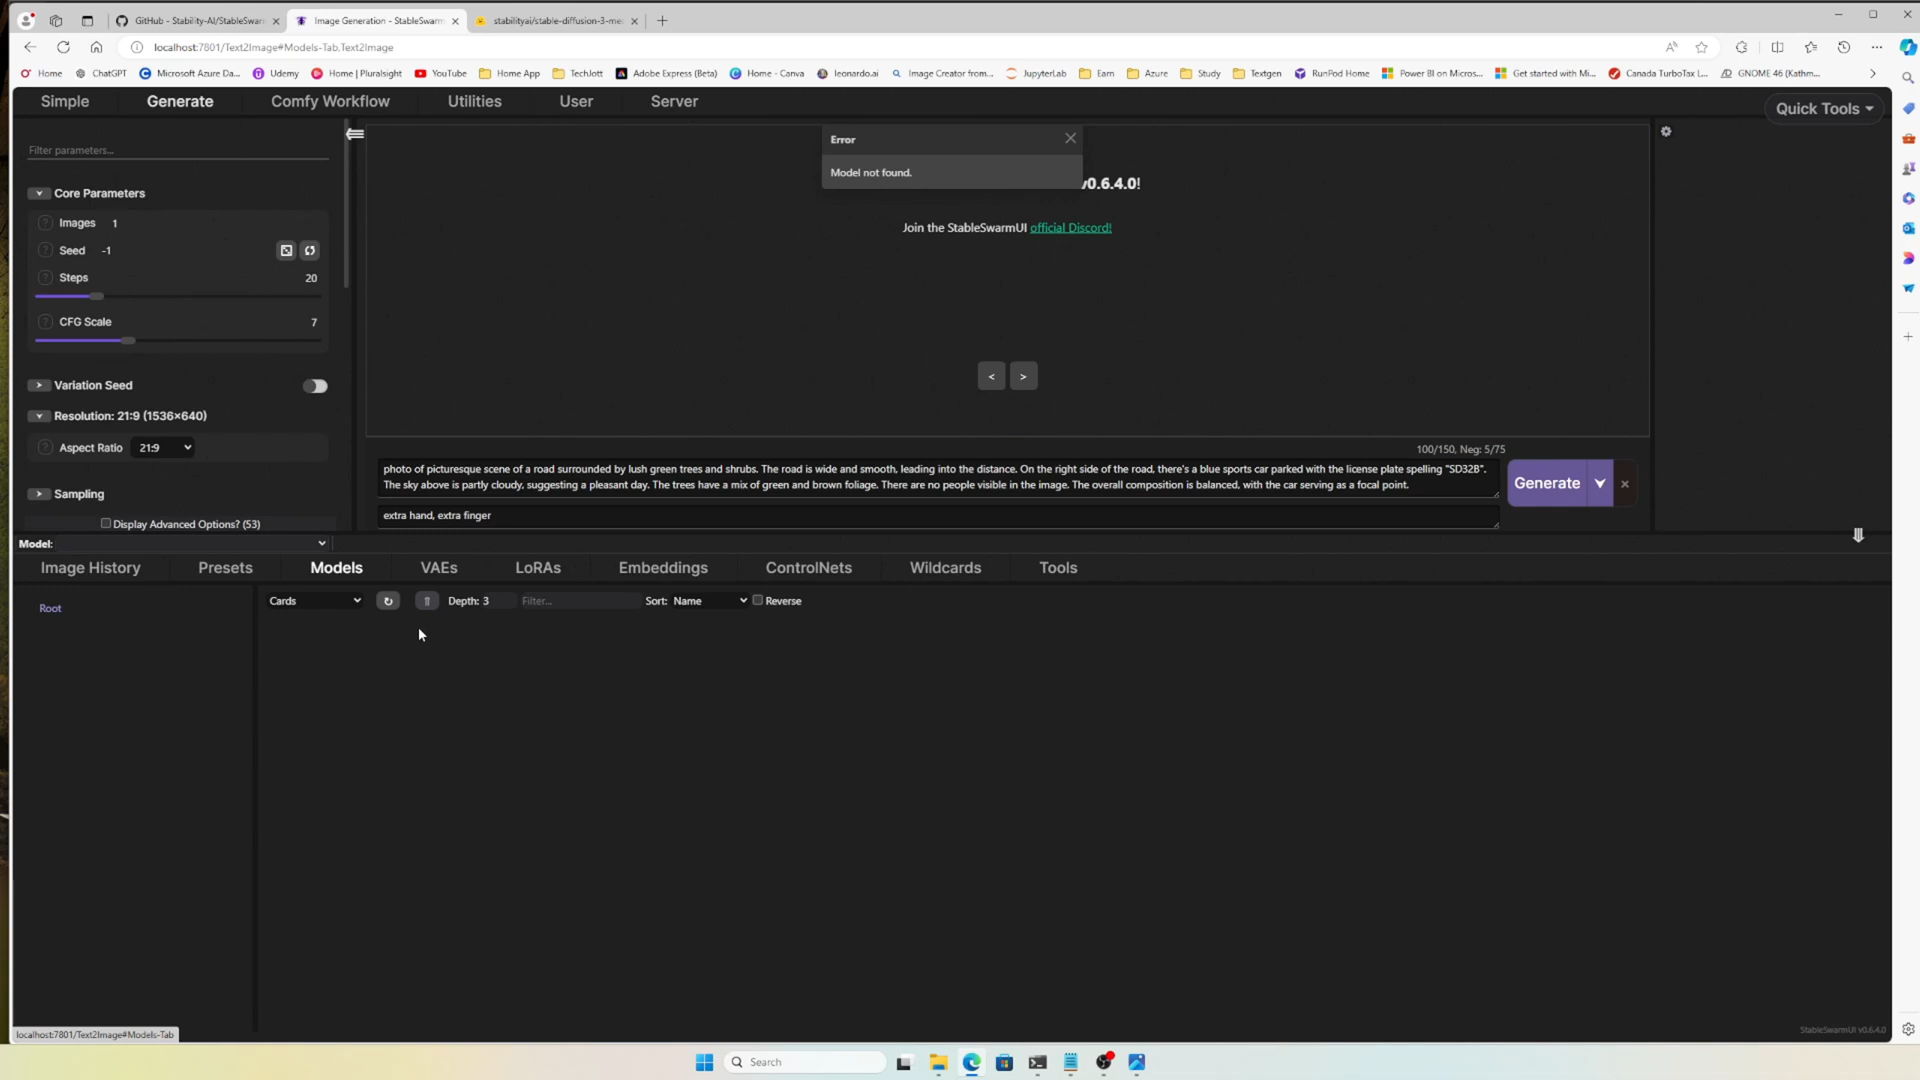 GitHub - Stability-AI/StableSwarm
Image Generation - StableSwarm
stabilityai/stable-diffusion-3-me
localhost:7801/Text2Image#Models-Tab,Text2Image
Home
ChatGPT
Microsoft Azure Da...
Udemy
Home | Pluralsight
YouTube
Home App
TechJott
Adobe Express (Beta)
Home - Canva
leonardo.ai
Image Creator from...
JupyterLab
Earn
Azure
Study
Textgen
RunPod Home
Power BI on Micros...
Get started with Mi...
Canada TurboTax L...
GNOME 46 (Kathm...
Simple
Generate
Comfy Workflow
Utilities
User
Server
Quick Tools
Filter parameters...
Error
Model not found.
v0.6.4.0!
Join the StableSwarmUI official Discord!
Core Parameters
? Images 1
? Seed -1
? Steps 20
? CFG Scale 7
< >
Variation Seed
Resolution: 21:9 (1536×640)
? Aspect Ratio 21:9
Sampling
Display Advanced Options? (53)
100/150, Neg: 5/75
photo of picturesque scene of a road surrounded by lush green trees and shrubs. The road is wide and smooth, leading into the distance. On the right side of the road, there's a blue sports car parked with the license plate spelling "SD32B".
The sky above is partly cloudy, suggesting a pleasant day. The trees have a mix of green and brown foliage. There are no people visible in the image. The overall composition is balanced, with the car serving as a focal point.
Generate
extra hand, extra finger
Model:
Image History
Presets
Models
VAEs
LoRAs
Embeddings
ControlNets
Wildcards
Tools
Root
Cards
Depth: 3
Filter...
Sort: Name
Reverse
localhost:7801/Text2Image#Models-Tab
StableSwarmUI v0.6.4.0
Search